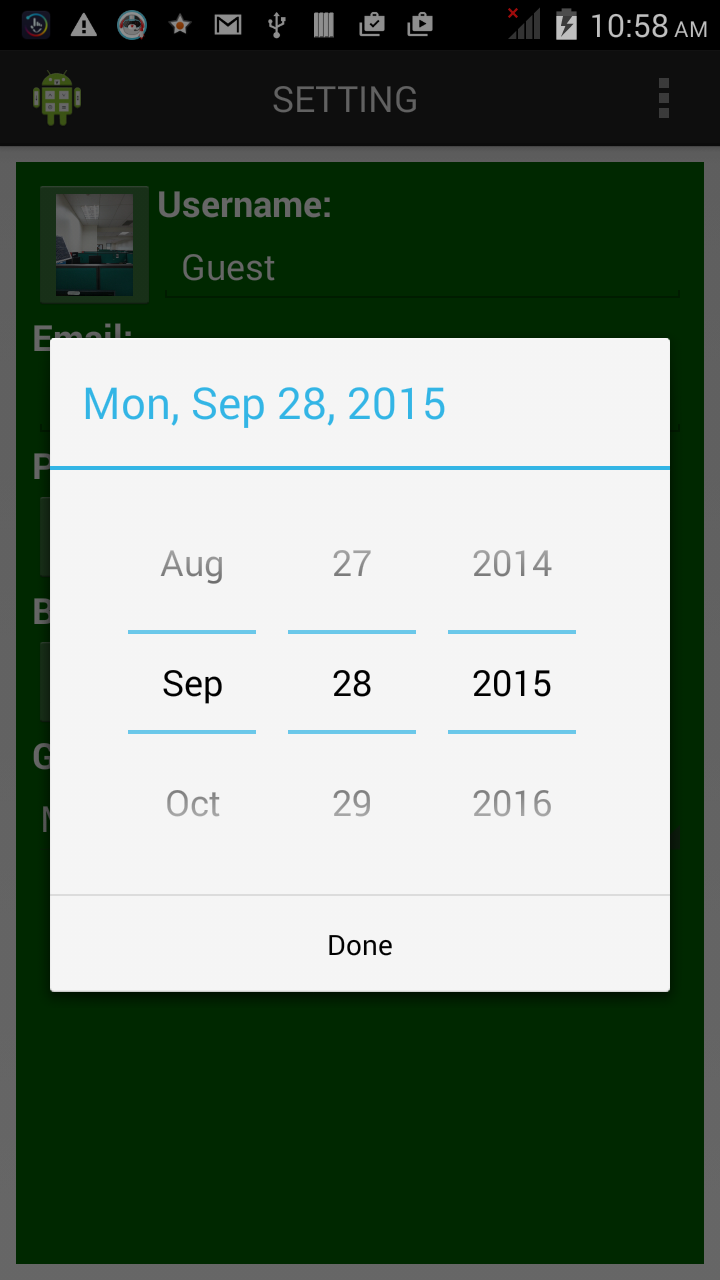 10:58 AM
SETTING
Username:
Guest
Email:
Mon, Sep 28, 2015
Aug 27 2014
Sep 28 2015
Oct 29 2016
Done